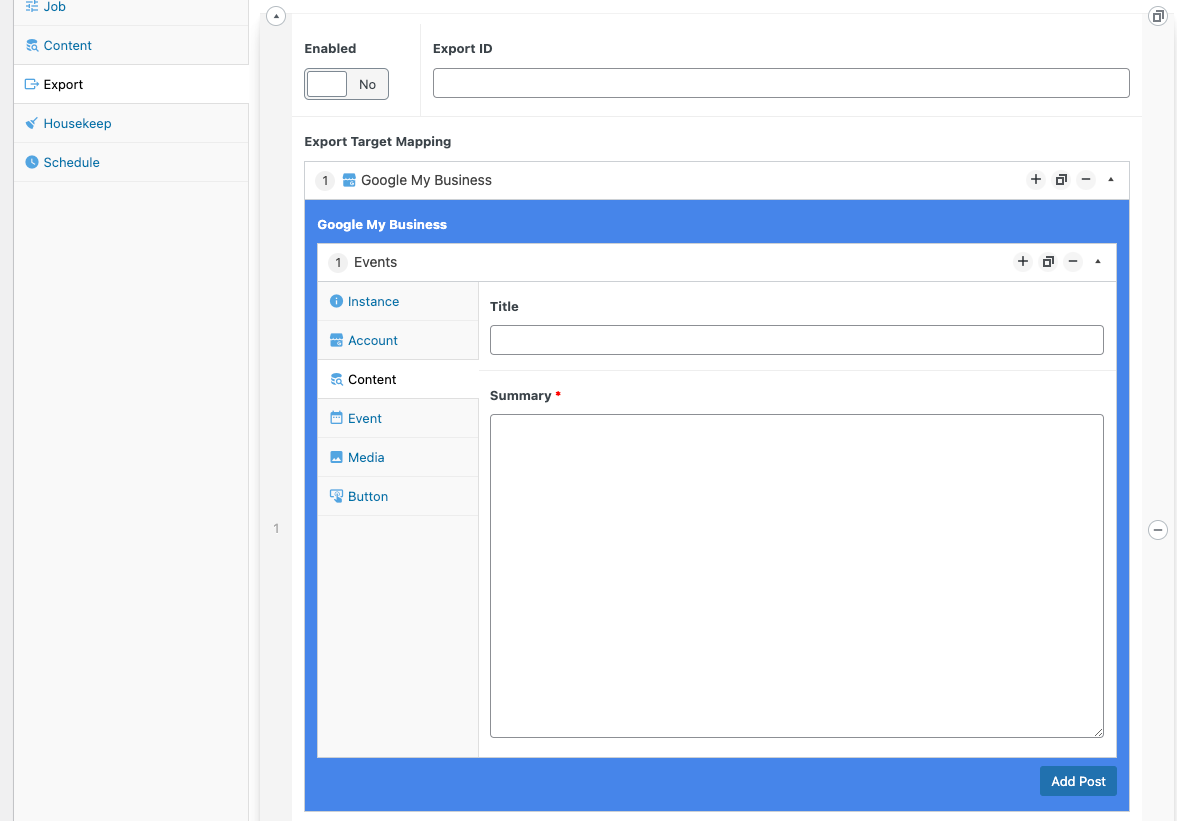 Job
Content
Export
Housekeep
Schedule
Enabled
Export ID
No
Export Target Mapping
1 Google My Business
Google My Business
1 Events
Instance
Title
Account
Content
Summary *
Event
Media
Button
1
Add Post